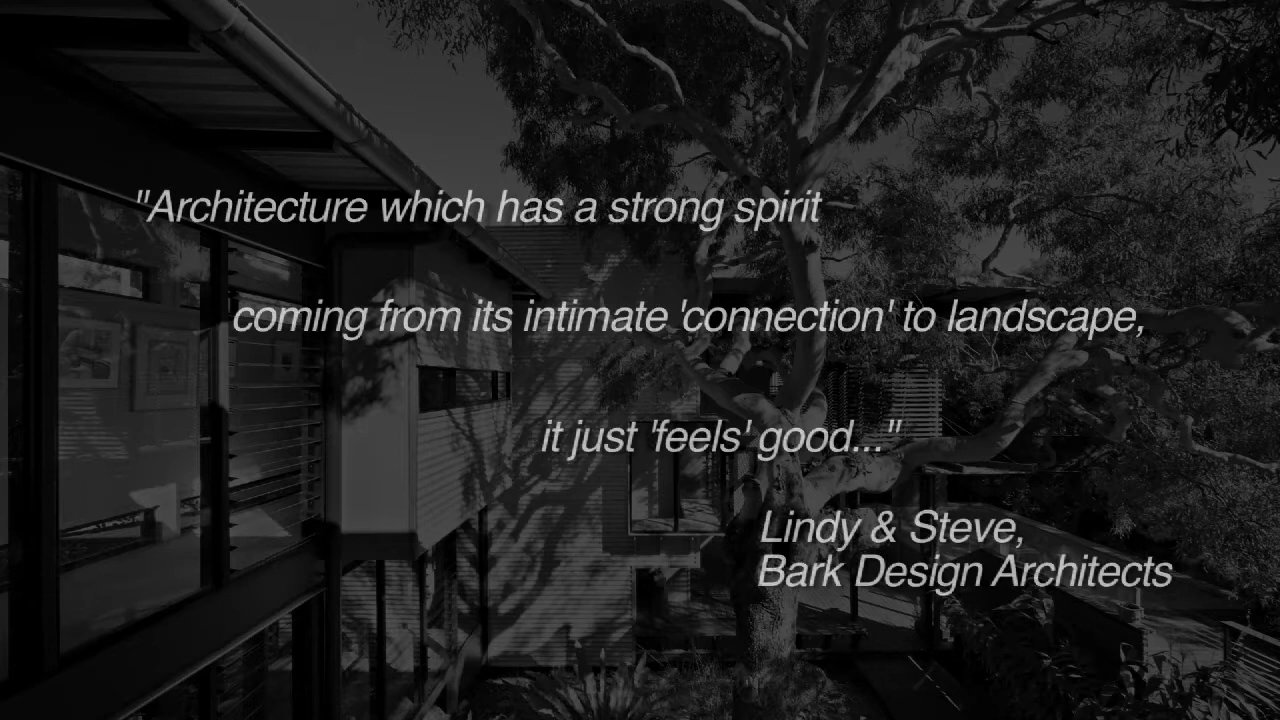 "Architecture which has a strong spirit
coming from its intimate 'connection' to landscape,
it just 'feels' good..."
Lindy & Steve,
Bark Design Architects